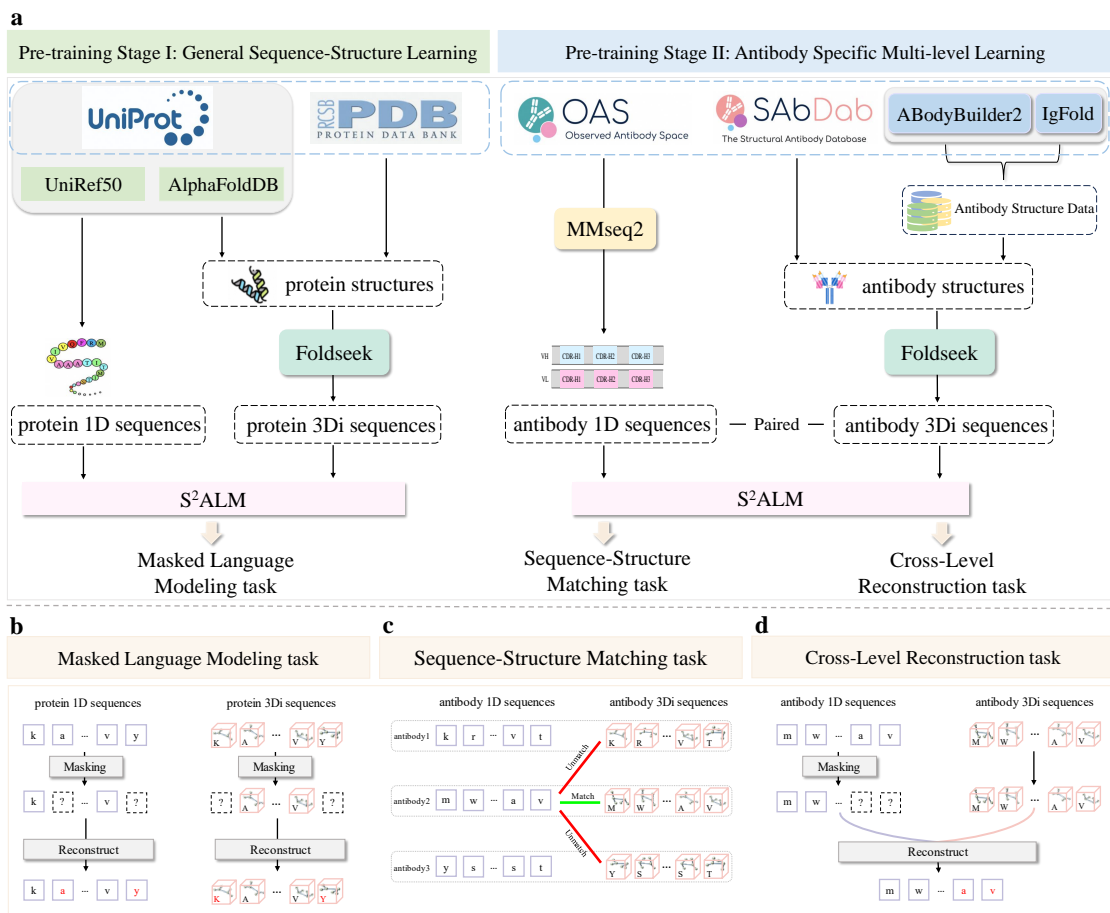 a
Pre-training Stage I: General Sequence-Structure Learning
Pre-training Stage II: Antibody Specific Multi-level Learning
UniProt
RCSB
PDB
PROTEIN DATA BANK
OAS
Observed Antibody Space
SAbDab
The Structural Antibody Database
ABodyBuilder2
IgFold
UniRef50
AlphaFoldDB
Antibody Structure Data
MMseq2
protein structures
antibody structures
Foldseek
Foldseek
VH CDR-H1 CDR-H2 CDR-H3
VL CDR-H1 CDR-H2 CDR-H3
protein 1D sequences
protein 3Di sequences
antibody 1D sequences
Paired
antibody 3Di sequences
S²ALM
S²ALM
Masked Language
Modeling task
Sequence-Structure
Matching task
Cross-Level
Reconstruction task
b
Masked Language Modeling task
protein 1D sequences
protein 3Di sequences
k a ... v y
K A ... V Y
Masking
Masking
k ? ... v ?
? A ... V ?
Reconstruct
Reconstruct
k a ... v y
K A ... V Y
c
Sequence-Structure Matching task
antibody 1D sequences
antibody 3Di sequences
antibody1 k r ... v t
K R ... V T
Unmatch
antibody2 m w ... a v
Match
M W ... A V
Unmatch
antibody3 y s ... s t
Y S ... S T
d
Cross-Level Reconstruction task
antibody 1D sequences
antibody 3Di sequences
m w ... a v
M W ... A V
Masking
m w ... ? ?
M W ... A V
Reconstruct
m w ... a v